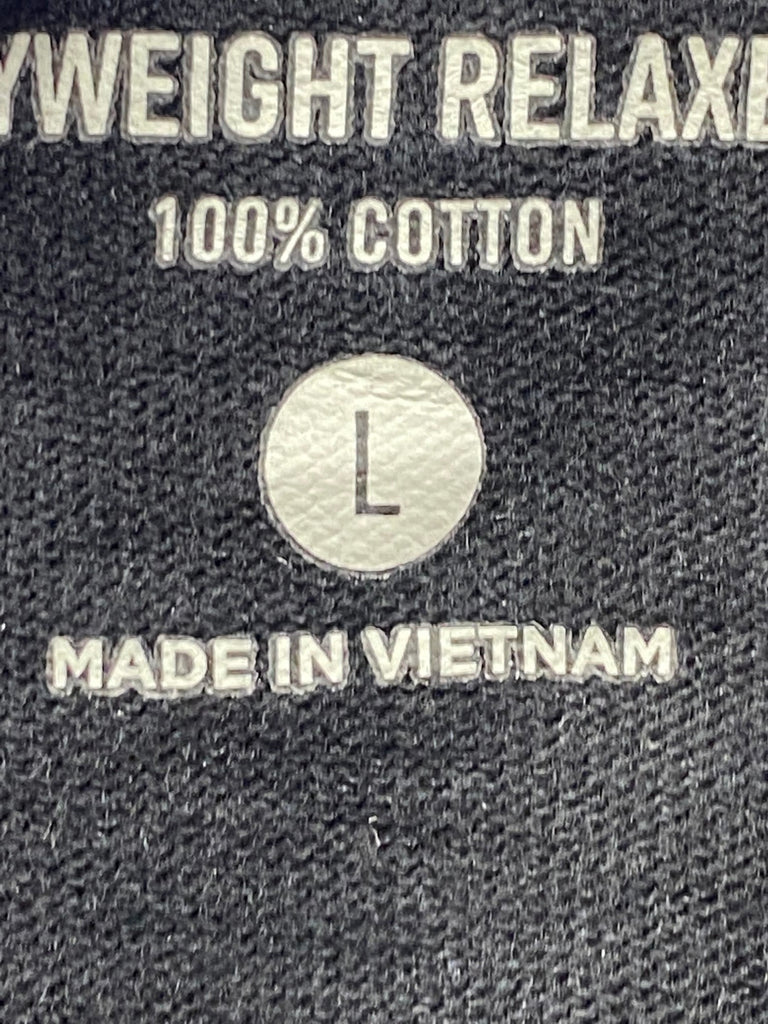 YWEIGHT RELAXE
100% COTTON
L
MADE IN VIETNAM